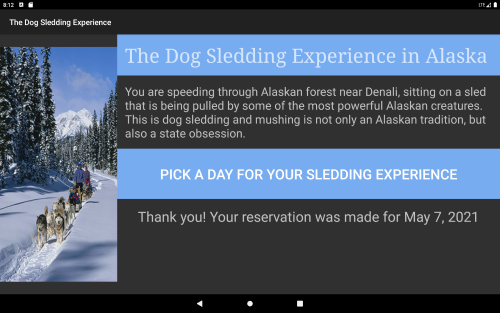 8:12
LTE
The Dog Sledding Experience
The Dog Sledding Experience in Alaska
You are speeding through Alaskan forest near Denali, sitting on a sled
that is being pulled by some of the most powerful Alaskan creatures.
This is dog sledding and mushing is not only an Alaskan tradition, but
also a state obsession.
PICK A DAY FOR YOUR SLEDDING EXPERIENCE
Thank you! Your reservation was made for May 7, 2021